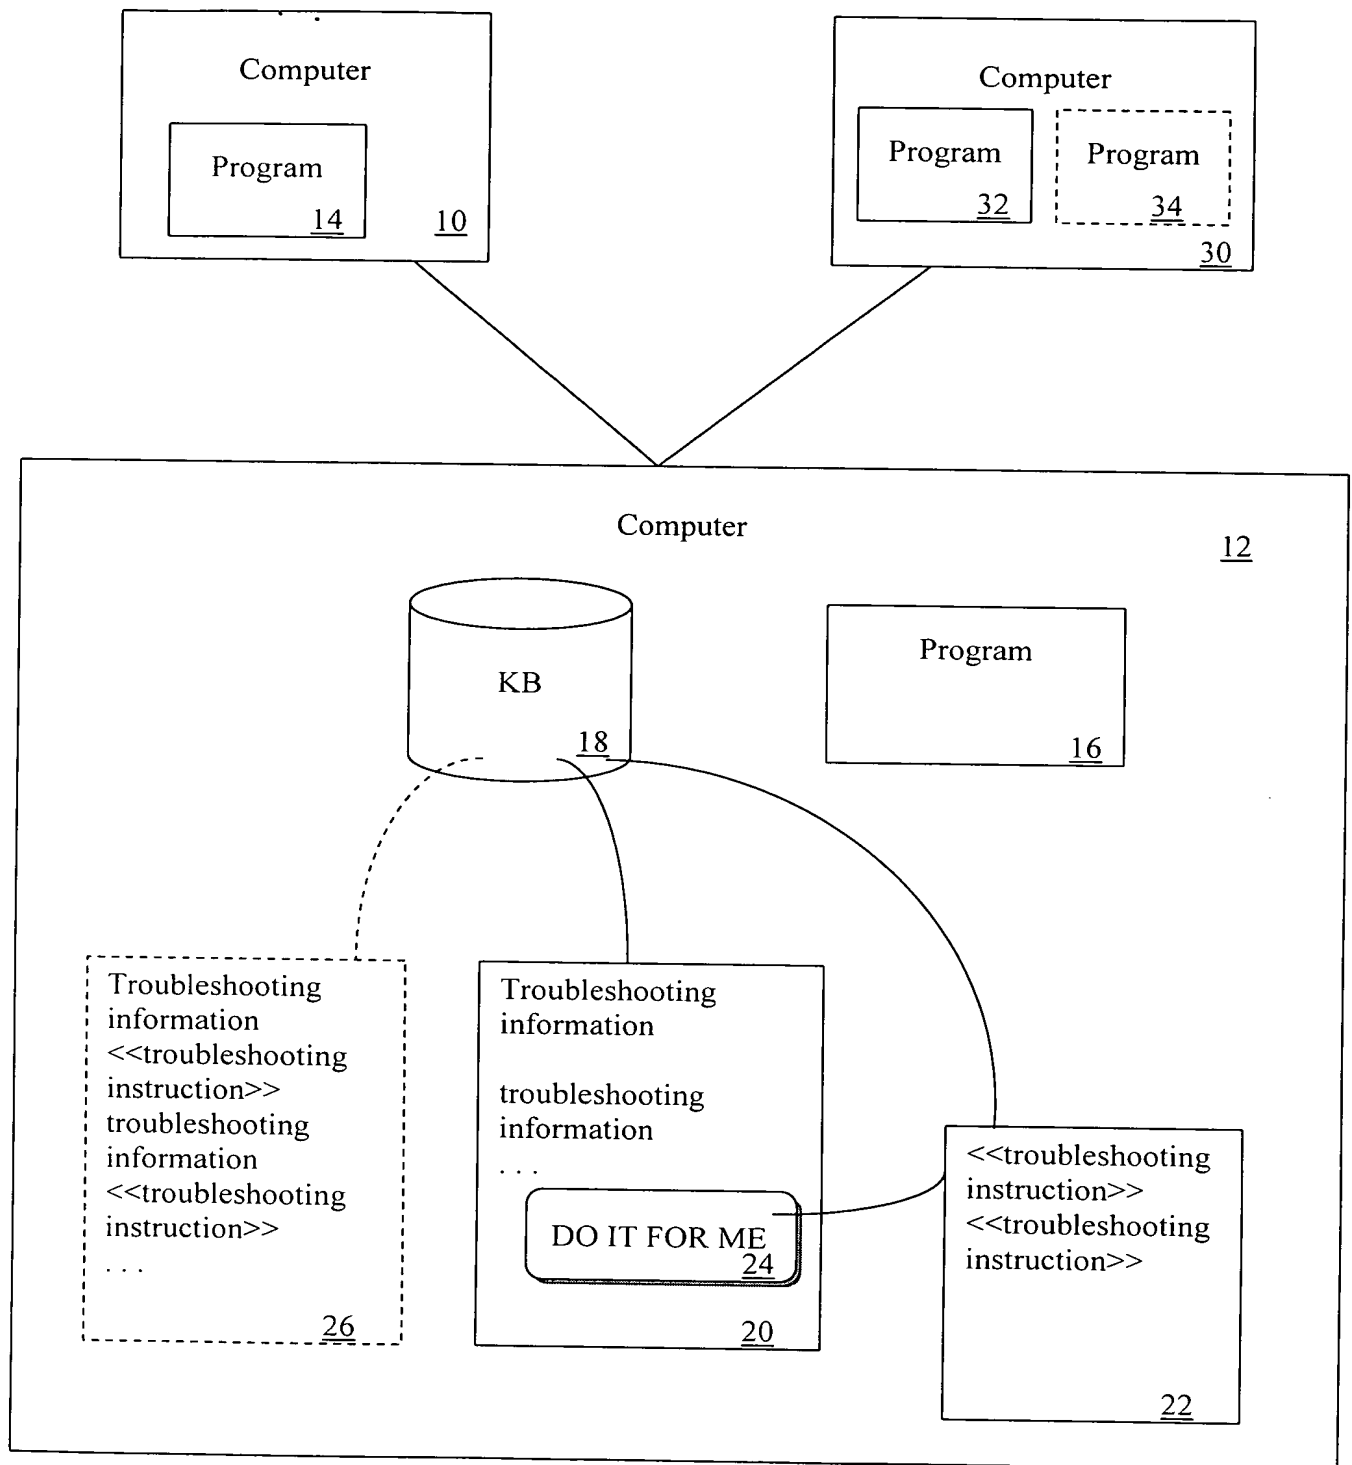 Computer
Program
14
10
Computer
Program
32
Program
34
30
Computer
12
KB
18
Program
16
Troubleshooting
information
<<troubleshooting
instruction>>
troubleshooting
information
<<troubleshooting
instruction>>
. . .
26
Troubleshooting
information
troubleshooting
information
. . .
DO IT FOR ME
24
20
<<troubleshooting
instruction>>
<<troubleshooting
instruction>>
22